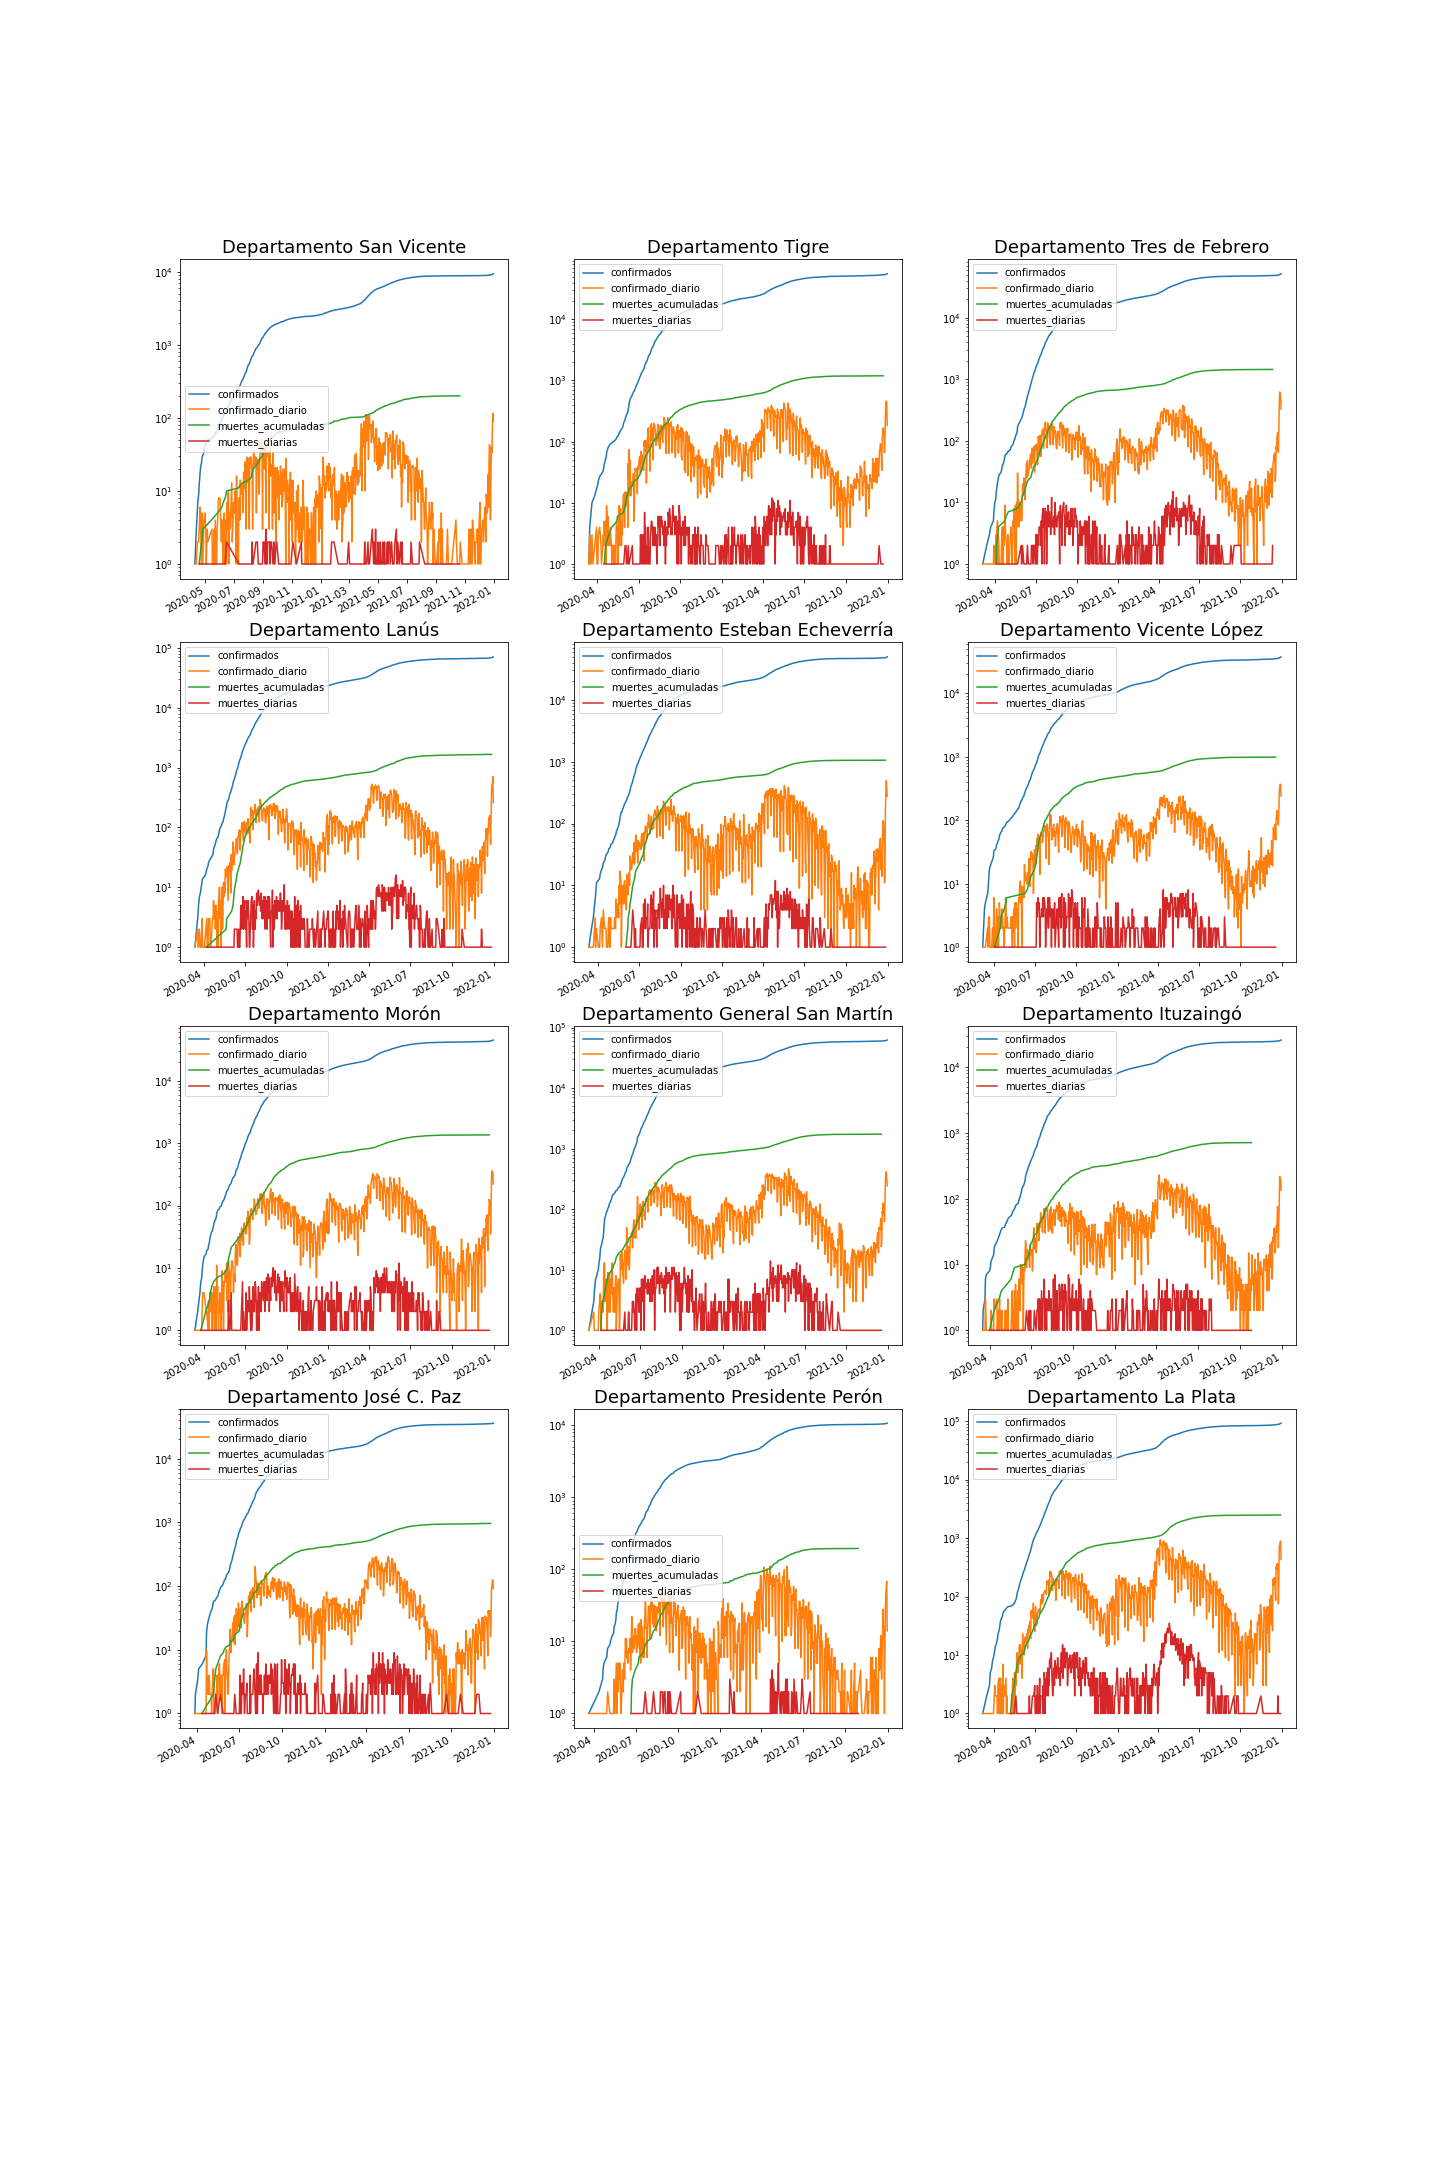 Departamento San Vicente
10⁴
10³
10²
10¹
10⁰
confirmados
confirmado_diario
muertes_acumuladas
muertes_diarias
2020-05 2020-07 2020-09 2020-11 2021-01 2021-03 2021-05 2021-07 2021-09 2021-11 2022-01
Departamento Tigre
10⁴
10³
10²
10¹
10⁰
confirmados
confirmado_diario
muertes_acumuladas
muertes_diarias
2020-04 2020-07 2020-10 2021-01 2021-04 2021-07 2021-10 2022-01
Departamento Tres de Febrero
10⁴
10³
10²
10¹
10⁰
confirmados
confirmado_diario
muertes_acumuladas
muertes_diarias
2020-04 2020-07 2020-10 2021-01 2021-04 2021-07 2021-10 2022-01
Departamento Lanús
10⁵
10⁴
10³
10²
10¹
10⁰
confirmados
confirmado_diario
muertes_acumuladas
muertes_diarias
2020-04 2020-07 2020-10 2021-01 2021-04 2021-07 2021-10 2022-01
Departamento Esteban Echeverría
10⁴
10³
10²
10¹
10⁰
confirmados
confirmado_diario
muertes_acumuladas
muertes_diarias
2020-04 2020-07 2020-10 2021-01 2021-04 2021-07 2021-10 2022-01
Departamento Vicente López
10⁴
10³
10²
10¹
10⁰
confirmados
confirmado_diario
muertes_acumuladas
muertes_diarias
2020-04 2020-07 2020-10 2021-01 2021-04 2021-07 2021-10 2022-01
Departamento Morón
10⁴
10³
10²
10¹
10⁰
confirmados
confirmado_diario
muertes_acumuladas
muertes_diarias
2020-04 2020-07 2020-10 2021-01 2021-04 2021-07 2021-10 2022-01
Departamento General San Martín
10⁵
10⁴
10³
10²
10¹
10⁰
confirmados
confirmado_diario
muertes_acumuladas
muertes_diarias
2020-04 2020-07 2020-10 2021-01 2021-04 2021-07 2021-10 2022-01
Departamento Ituzaingó
10⁴
10³
10²
10¹
10⁰
confirmados
confirmado_diario
muertes_acumuladas
muertes_diarias
2020-04 2020-07 2020-10 2021-01 2021-04 2021-07 2021-10 2022-01
Departamento José C. Paz
10⁴
10³
10²
10¹
10⁰
confirmados
confirmado_diario
muertes_acumuladas
muertes_diarias
2020-04 2020-07 2020-10 2021-01 2021-04 2021-07 2021-10 2022-01
Departamento Presidente Perón
10⁴
10³
10²
10¹
10⁰
confirmados
confirmado_diario
muertes_acumuladas
muertes_diarias
2020-04 2020-07 2020-10 2021-01 2021-04 2021-07 2021-10 2022-01
Departamento La Plata
10⁵
10⁴
10³
10²
10¹
10⁰
confirmados
confirmado_diario
muertes_acumuladas
muertes_diarias
2020-04 2020-07 2020-10 2021-01 2021-04 2021-07 2021-10 2022-01